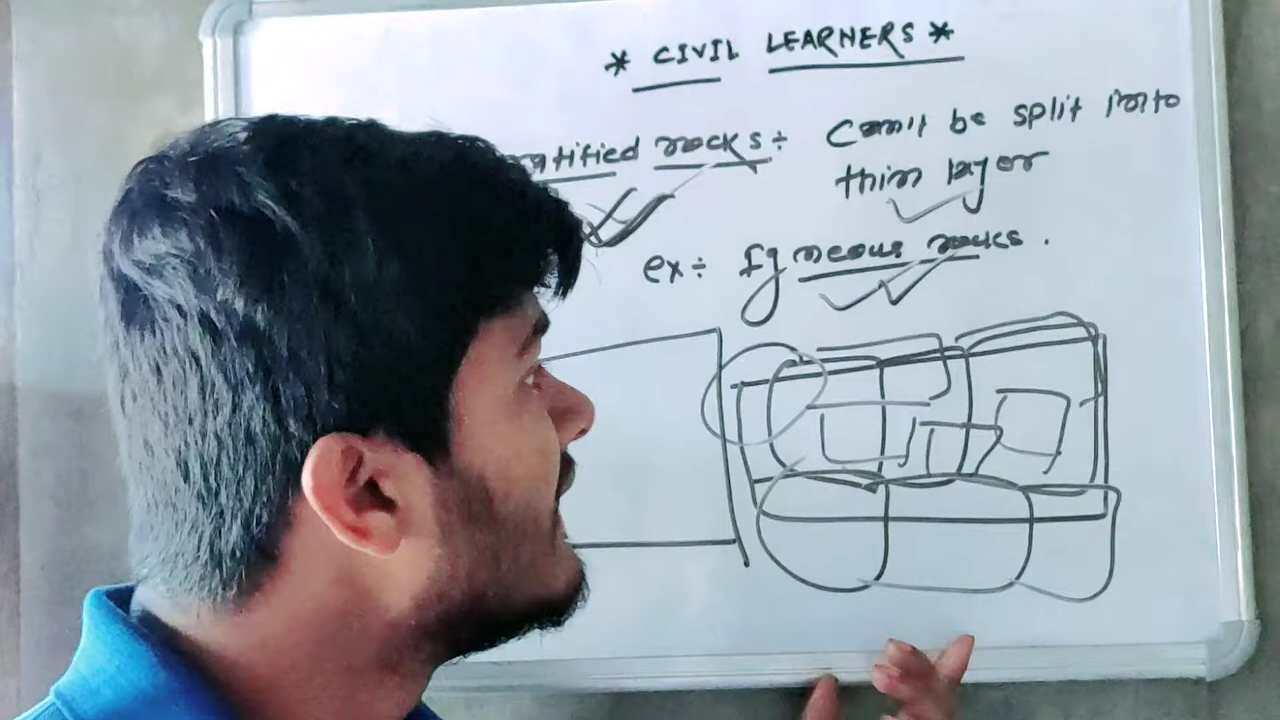 * CIVIL LEARNERS *
ratified rocks ÷ Can't be split into
thin layer
ex ÷ Igneous rocks.